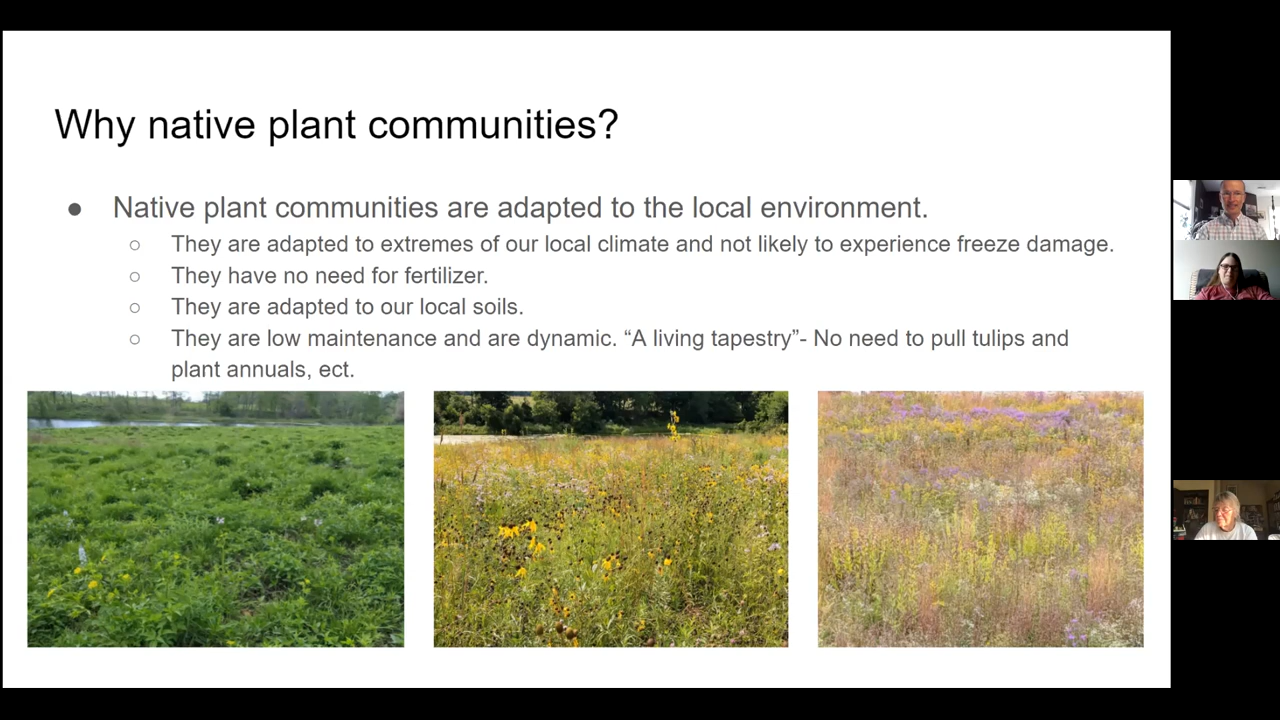 Why native plant communities?
● Native plant communities are adapted to the local environment.
○ They are adapted to extremes of our local climate and not likely to experience freeze damage.
○ They have no need for fertilizer.
○ They are adapted to our local soils.
○ They are low maintenance and are dynamic. “A living tapestry”- No need to pull tulips and
plant annuals, ect.